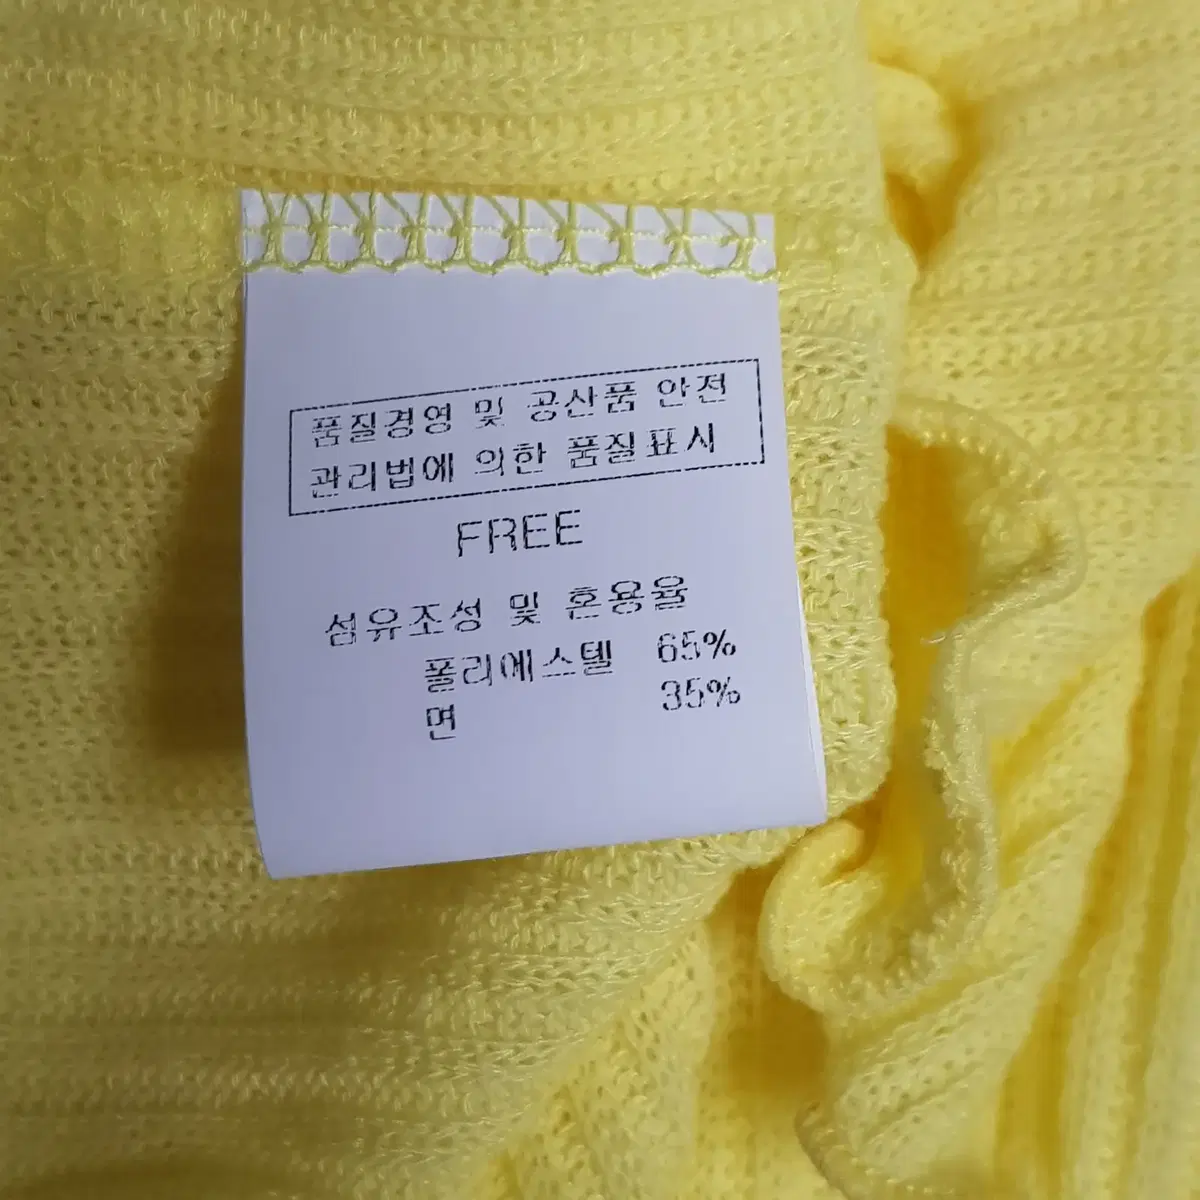 품질경영 및 공산품 안전
관리법에 의한 품질표시
FREE
섬유조성 및 혼용율
폴리에스텔 65%
면 35%